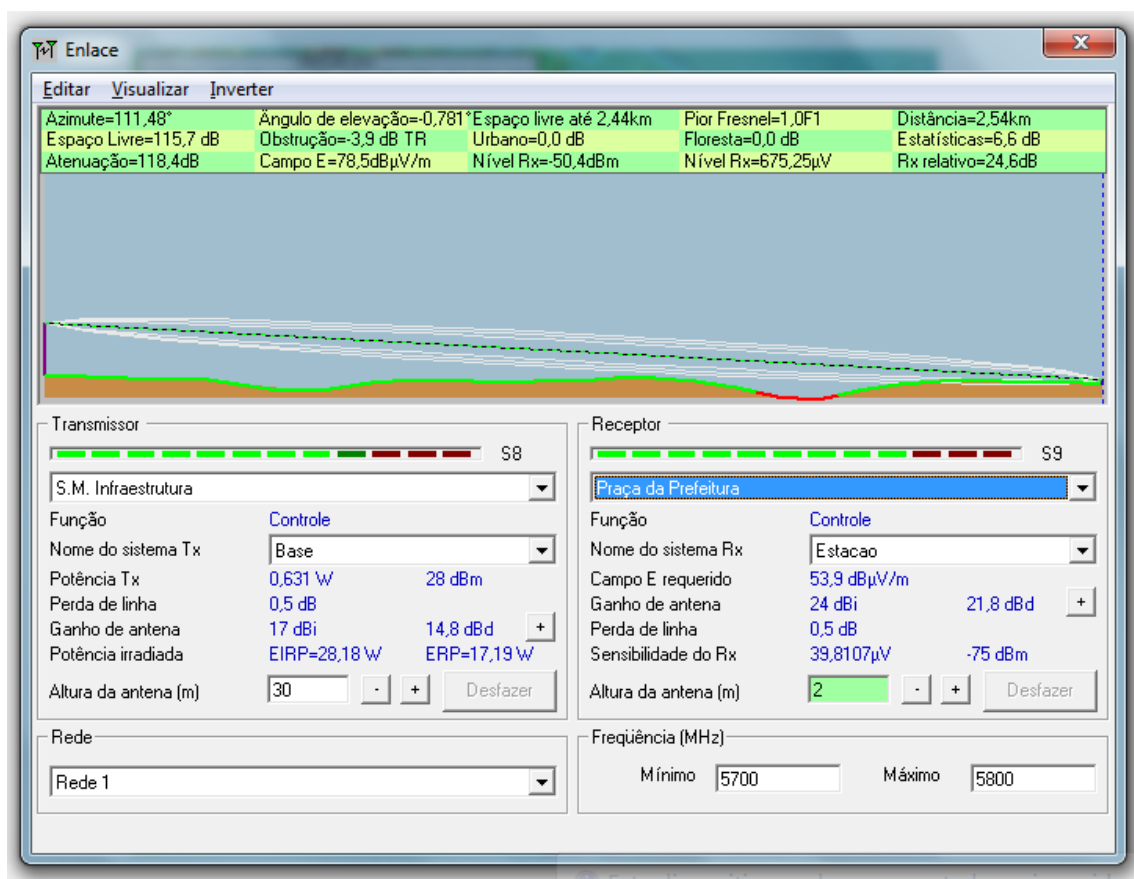 Enlace
Editar Visualizar Inverter
Azimute=111,48° Ângulo de elevação=-0,781° Espaço livre até 2,44km Pior Fresnel=1,0F1 Distância=2,54km
Espaço Livre=115,7 dB Obstrução=-3,9 dB TR Urbano=0,0 dB Floresta=0,0 dB Estatísticas=6,6 dB
Atenuação=118,4dB Campo E=78,5dBµV/m Nível Rx=-50,4dBm Nível Rx=675,25µV Rx relativo=24,6dB
Transmissor
S8
S.M. Infraestrutura
Função Controle
Nome do sistema Tx Base
Potência Tx 0,631 W 28 dBm
Perda de linha 0,5 dB
Ganho de antena 17 dBi 14,8 dBd +
Potência irradiada EIRP=28,18 W ERP=17,19 W
Altura da antena (m) 30 - + Desfazer
Rede
Rede 1
Receptor
S9
Praça da Prefeitura
Função Controle
Nome do sistema Rx Estacao
Campo E requerido 53,9 dBµV/m
Ganho de antena 24 dBi 21,8 dBd +
Perda de linha 0,5 dB
Sensibilidade do Rx 39,8107µV -75 dBm
Altura da antena (m) 2 - + Desfazer
Freqüência (MHz)
Mínimo 5700 Máximo 5800